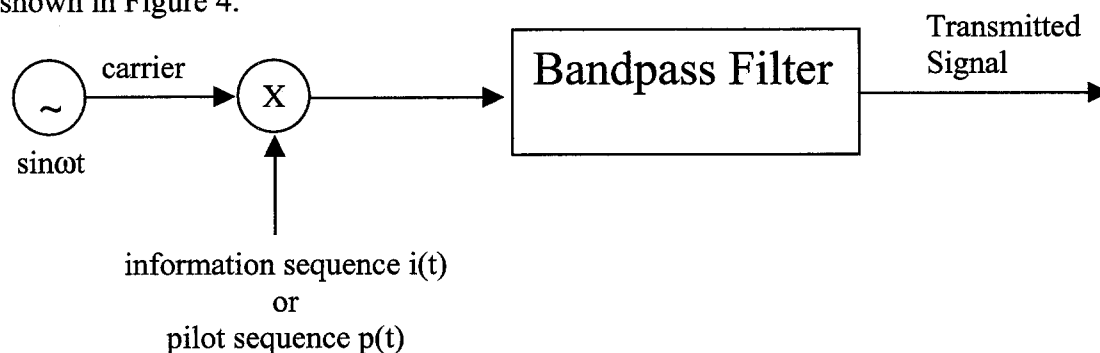 shown in Figure 4.
Transmitted
Signal
carrier
Bandpass Filter
~
X
sinωt
information sequence i(t)
or
pilot sequence p(t)